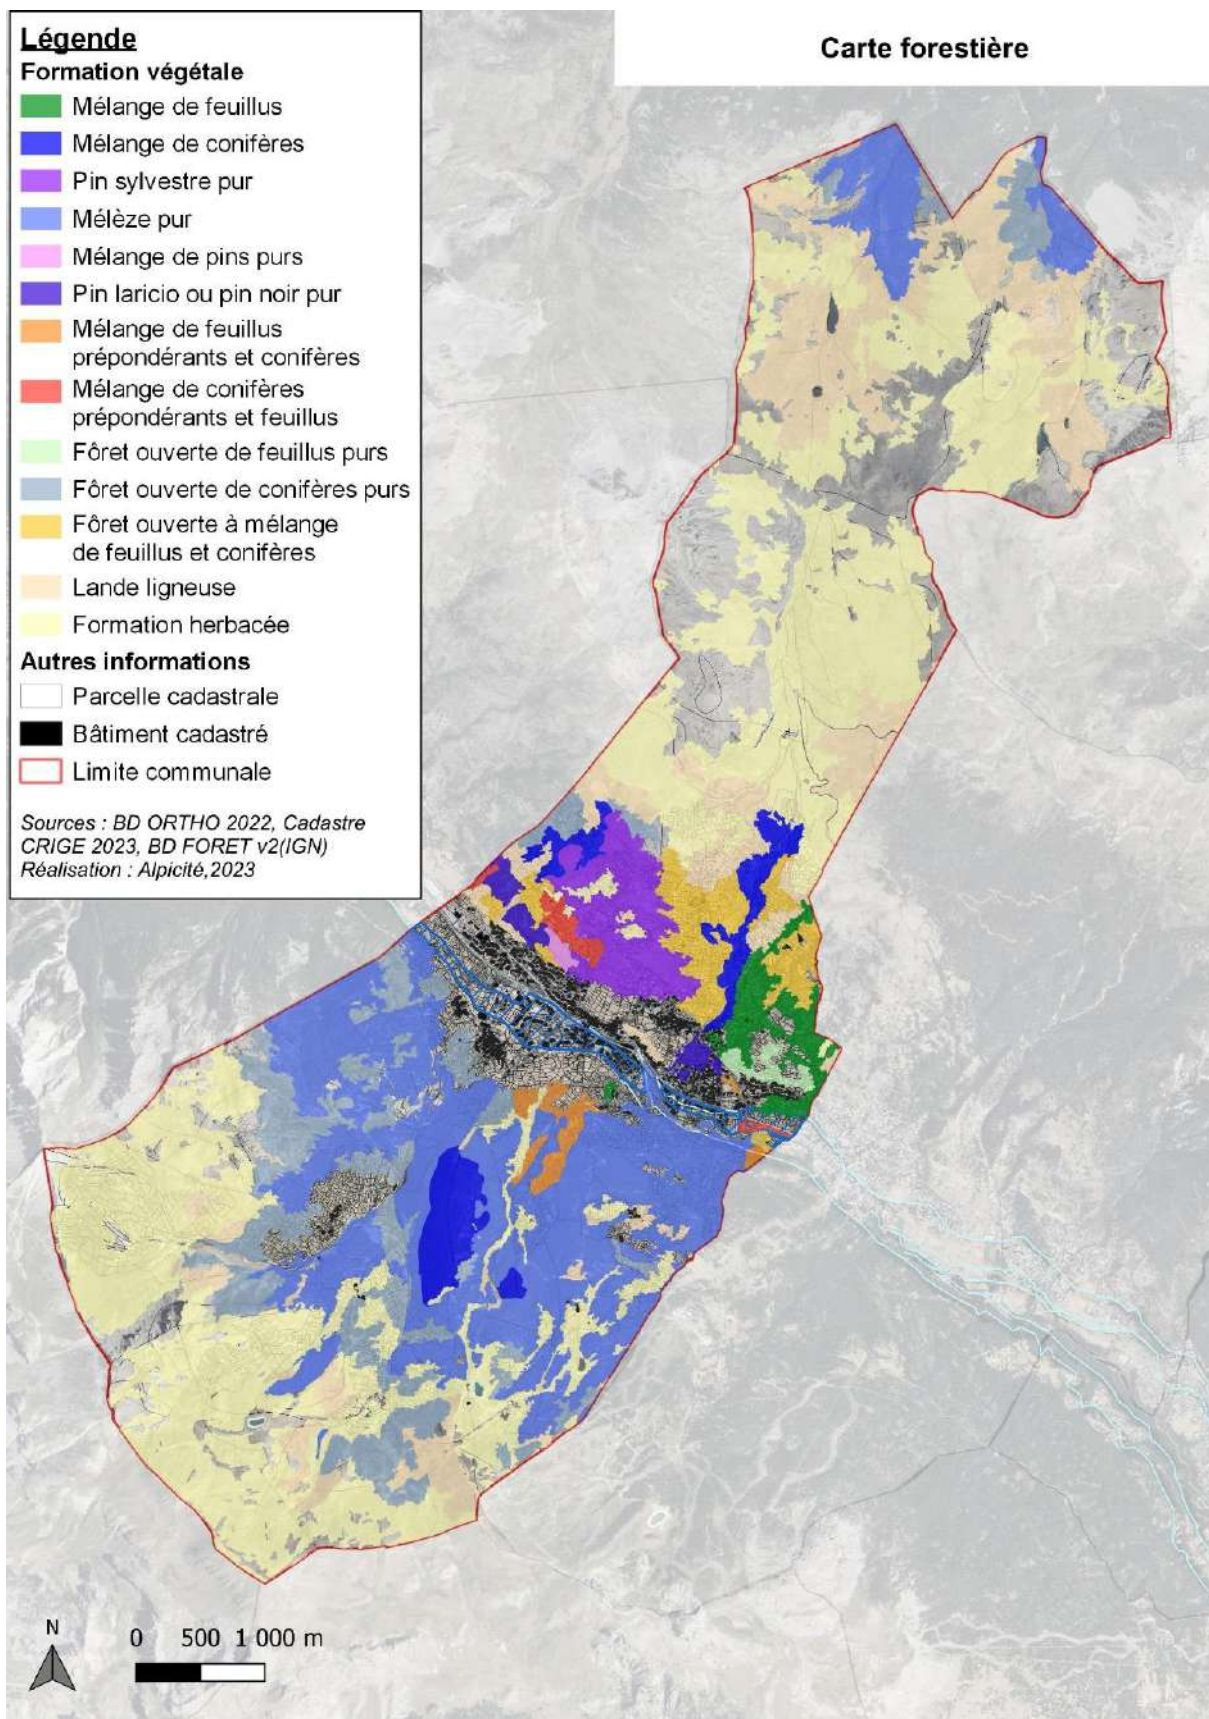 Légende
Formation végétale
Mélange de feuillus
Mélange de conifères
Pin sylvestre pur
Mélèze pur
Mélange de pins purs
Pin laricio ou pin noir pur
Mélange de feuillus
prépondérants et conifères
Mélange de conifères
prépondérants et feuillus
Fôret ouverte de feuillus purs
Fôret ouverte de conifères purs
Fôret ouverte à mélange
de feuillus et conifères
Lande ligneuse
Formation herbacée
Autres informations
Parcelle cadastrale
Bâtiment cadastré
Limite communale
Sources : BD ORTHO 2022, Cadastre
CRIGE 2023, BD FORET v2(IGN)
Réalisation : Alpicité,2023
Carte forestière
N
0 500 1 000 m